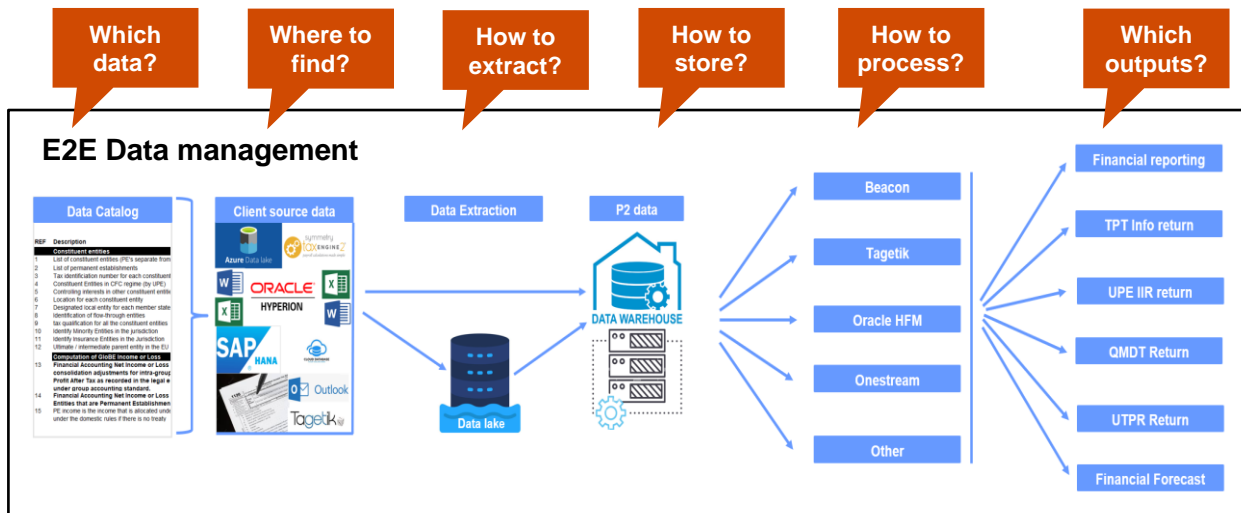 Which
data?
Where to
find?
How to
extract?
How to
store?
How to
process?
Which
outputs?
E2E Data management
Data Catalog
REF Description
Constituent entities
1 List of constituent entities (PE's separate from
2 List of permanent establishments
3 Tax identification number for each constituent
4 Constituent Entities in CFC regime (by UPE)
5 Controlling interests in other constituent entitie
6 Location for each constituent entity
7 Designated local entity for each member state
8 Identification of flow-through entities
9 tax qualification for all the constituent entities
10 Identify Minority Entities in the jurisdiction
11 Identify Insurance Entities in the Jurisdiction
12 Ultimate / intermediate parent entity in the EU
Computation of GloBE Income or Loss
13 Financial Accounting Net Income or Loss
consolidation adjustments for intra-group
Profit After Tax as recorded in the legal e
under group accounting standard.
14 Financial Accounting Net Income or Loss
Entities that are Permanent Establishmen
15 PE income is the income that is allocated unde
under the domestic rules if there is no treaty
Client source data
Azure Data lake
symmetry
taxENGINE
W
X
ORACLE
HYPERION
X
W
SAP
HANA
Outlook
Tagetik
Data Extraction
Data lake
P2 data
DATA WAREHOUSE
Beacon
Tagetik
Oracle HFM
Onestream
Other
Financial reporting
TPT Info return
UPE IIR return
QMDT Return
UTPR Return
Financial Forecast